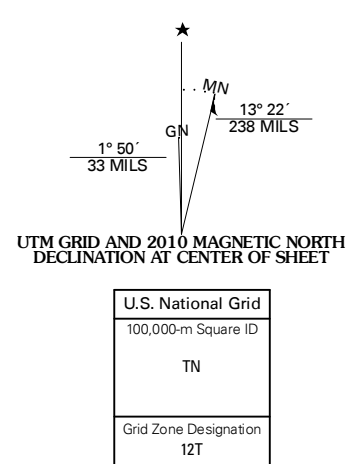 MN
13° 22´
238 MILS
GN
1° 50´
33 MILS
UTM GRID AND 2010 MAGNETIC NORTH
DECLINATION AT CENTER OF SHEET
U.S. National Grid
100,000-m Square ID
TN
Grid Zone Designation
12T